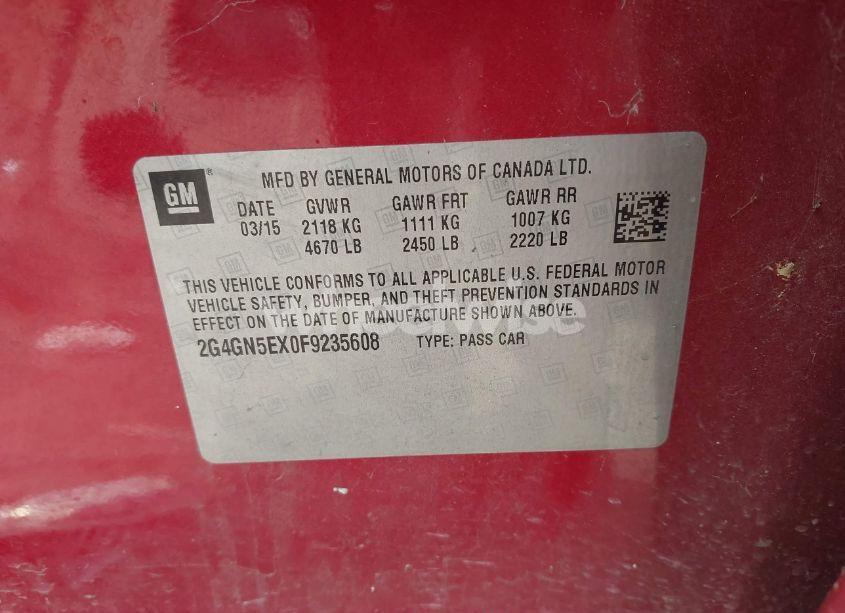 GM ® MFD BY GENERAL MOTORS OF CANADA LTD.
DATE GVWR GAWR FRT GAWR RR
03/15 2118 KG 1111 KG 1007 KG
4670 LB 2450 LB 2220 LB
THIS VEHICLE CONFORMS TO ALL APPLICABLE U.S. FEDERAL MOTOR
VEHICLE SAFETY, BUMPER, AND THEFT PREVENTION STANDARDS IN
EFFECT ON THE DATE OF MANUFACTURE SHOWN ABOVE.
2G4GN5EX0F9235608 TYPE: PASS CAR